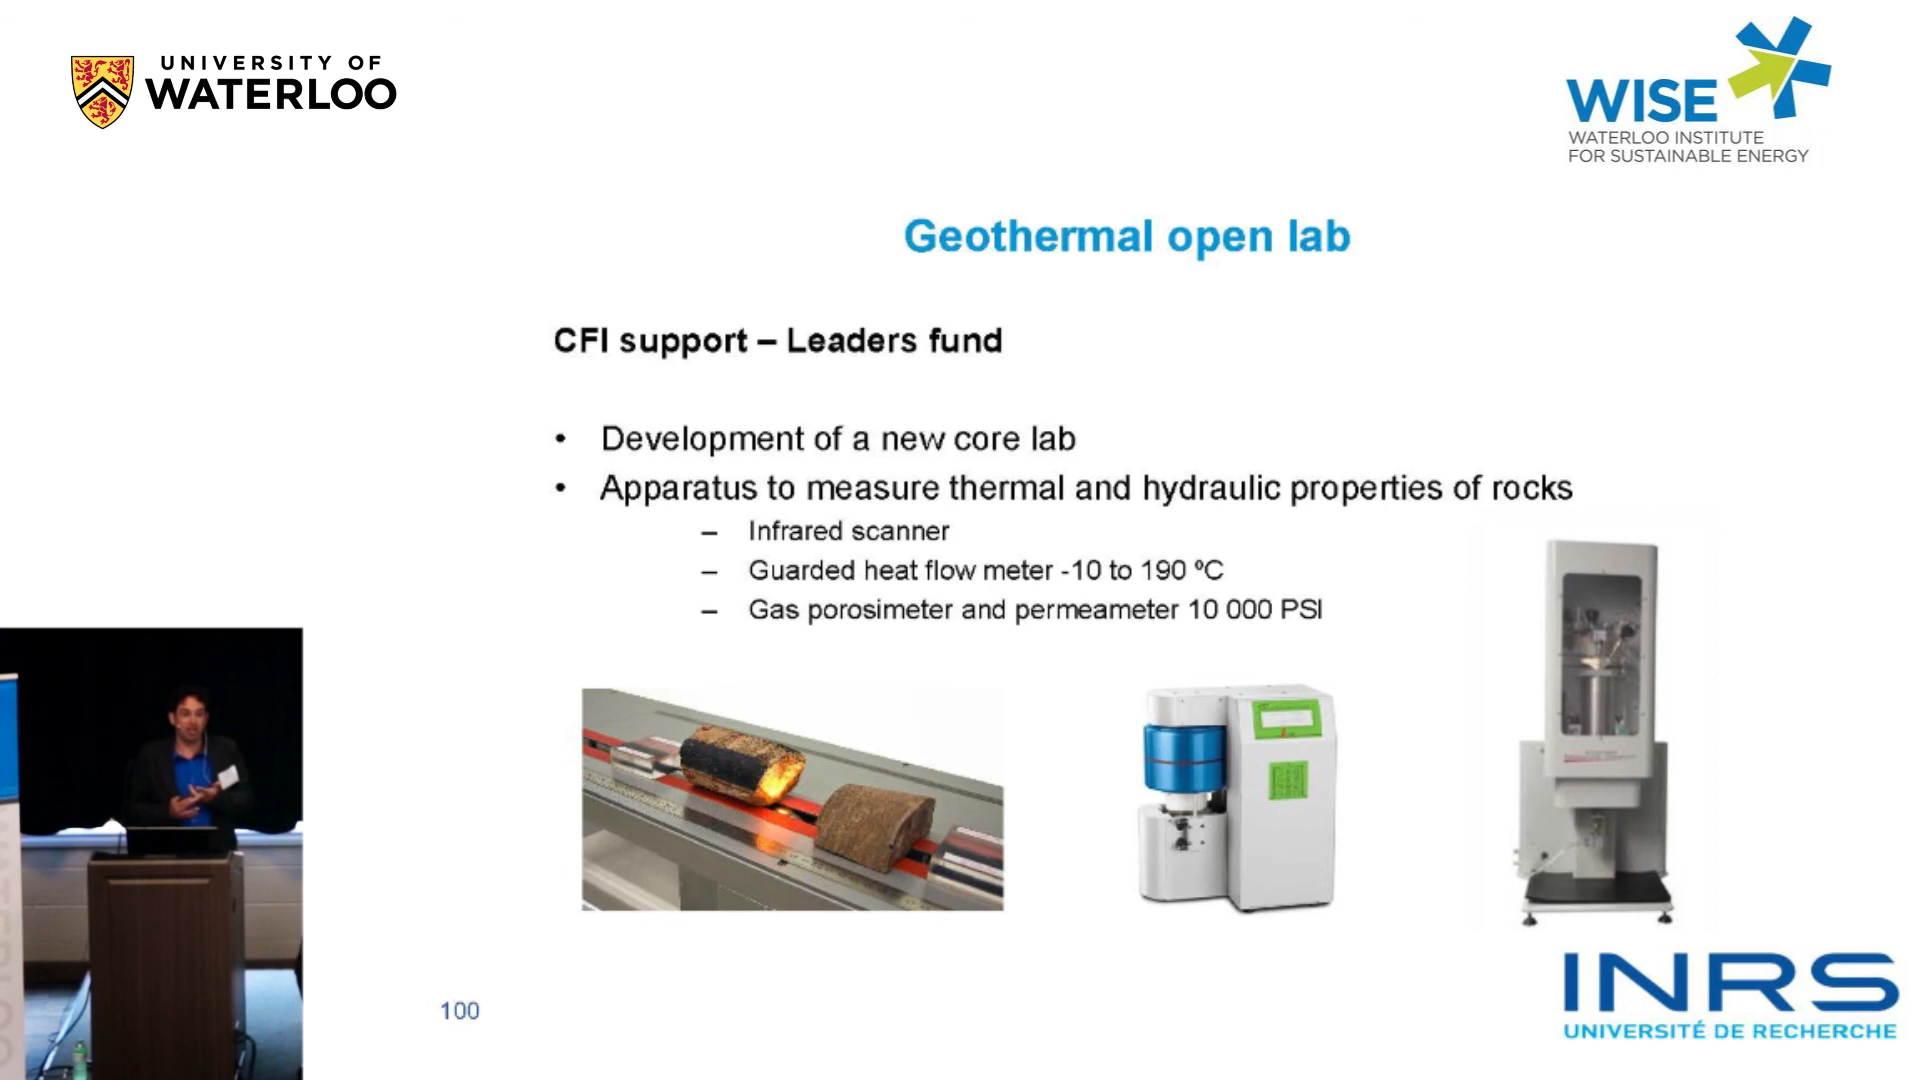 UNIVERSITY OF
WATERLOO
WISE
WATERLOO INSTITUTE
FOR SUSTAINABLE ENERGY
Geothermal open lab
CFI support – Leaders fund
• Development of a new core lab
• Apparatus to measure thermal and hydraulic properties of rocks
– Infrared scanner
– Guarded heat flow meter -10 to 190 ºC
– Gas porosimeter and permeameter 10 000 PSI
100
INRS
UNIVERSITÉ DE RECHERCHE